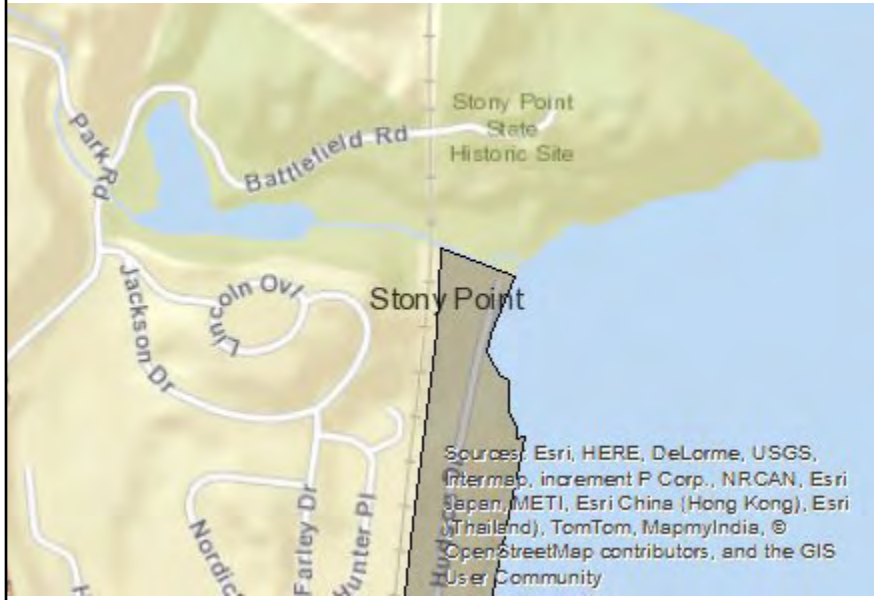 Stony Point
State
Historic Site
Battlefield Rd
Park Rd
Lincoln Ovl
Stony Point
Jackson Dr
Sources: Esri, HERE, DeLorme, USGS,
Intermap, increment P Corp., NRCAN, Esri
Japan, METI, Esri China (Hong Kong), Esri
(Thailand), TomTom, MapmyIndia, ©
OpenStreetMap contributors, and the GIS
User Community
Farley Dr
Hunter Pl
Nordic
H